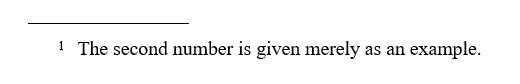 1 The second number is given merely as an example.